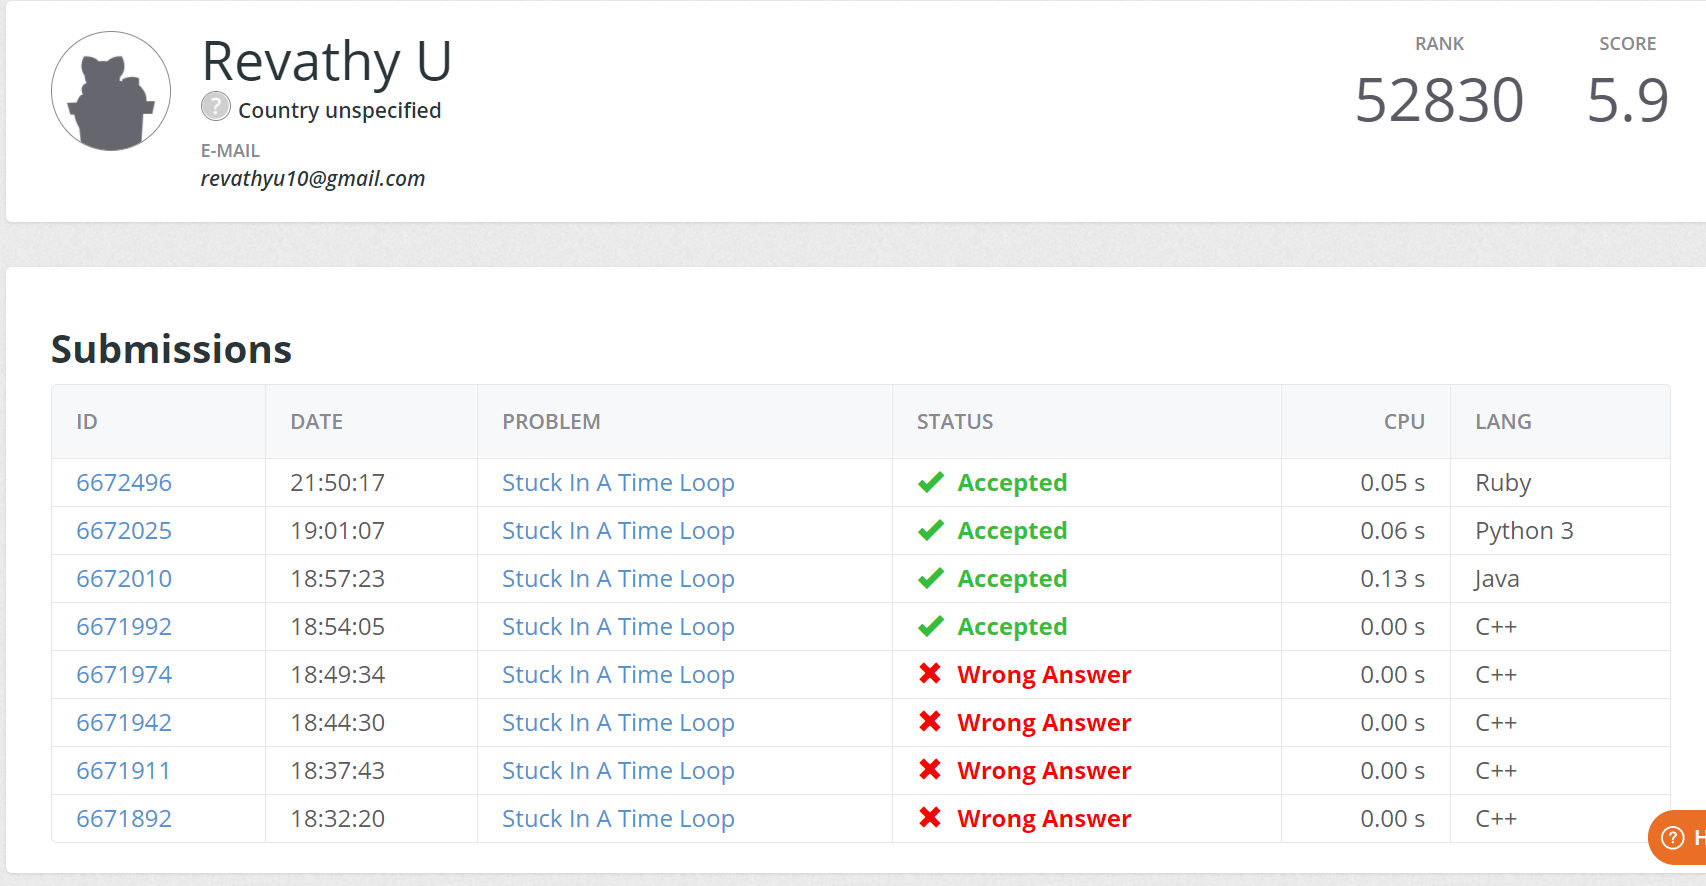 Revathy U
? Country unspecified
E-MAIL
revathyu10@gmail.com
RANK SCORE
52830 5.9
Submissions
ID DATE PROBLEM STATUS CPU LANG
6672496 21:50:17 Stuck In A Time Loop Accepted 0.05 s Ruby
6672025 19:01:07 Stuck In A Time Loop Accepted 0.06 s Python 3
6672010 18:57:23 Stuck In A Time Loop Accepted 0.13 s Java
6671992 18:54:05 Stuck In A Time Loop Accepted 0.00 s C++
6671974 18:49:34 Stuck In A Time Loop Wrong Answer 0.00 s C++
6671942 18:44:30 Stuck In A Time Loop Wrong Answer 0.00 s C++
6671911 18:37:43 Stuck In A Time Loop Wrong Answer 0.00 s C++
6671892 18:32:20 Stuck In A Time Loop Wrong Answer 0.00 s C++
?